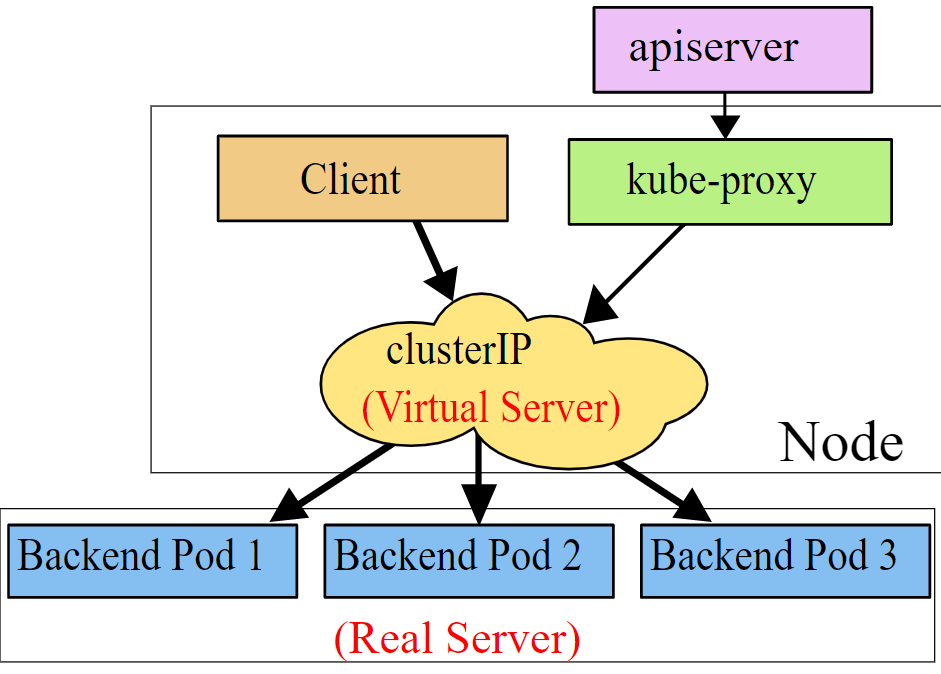 apiserver
Client
kube-proxy
clusterIP
(Virtual Server)
Node
Backend Pod 1
Backend Pod 2
Backend Pod 3
(Real Server)